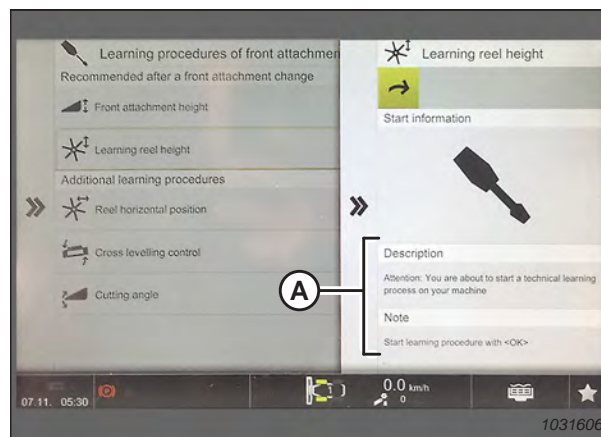 Learning procedures of front attachmen
Recommended after a front attachment change
Front attachment height
Learning reel height
Additional learning procedures
Reel horizontal position
Cross levelling control
Cutting angle
Learning reel height
Start information
Description
Attention: You are about to start a technical learning
process on your machine
Note
Start learning procedure with <OK>
A
07.11. 05:30
0.0 km/h
0
1031606